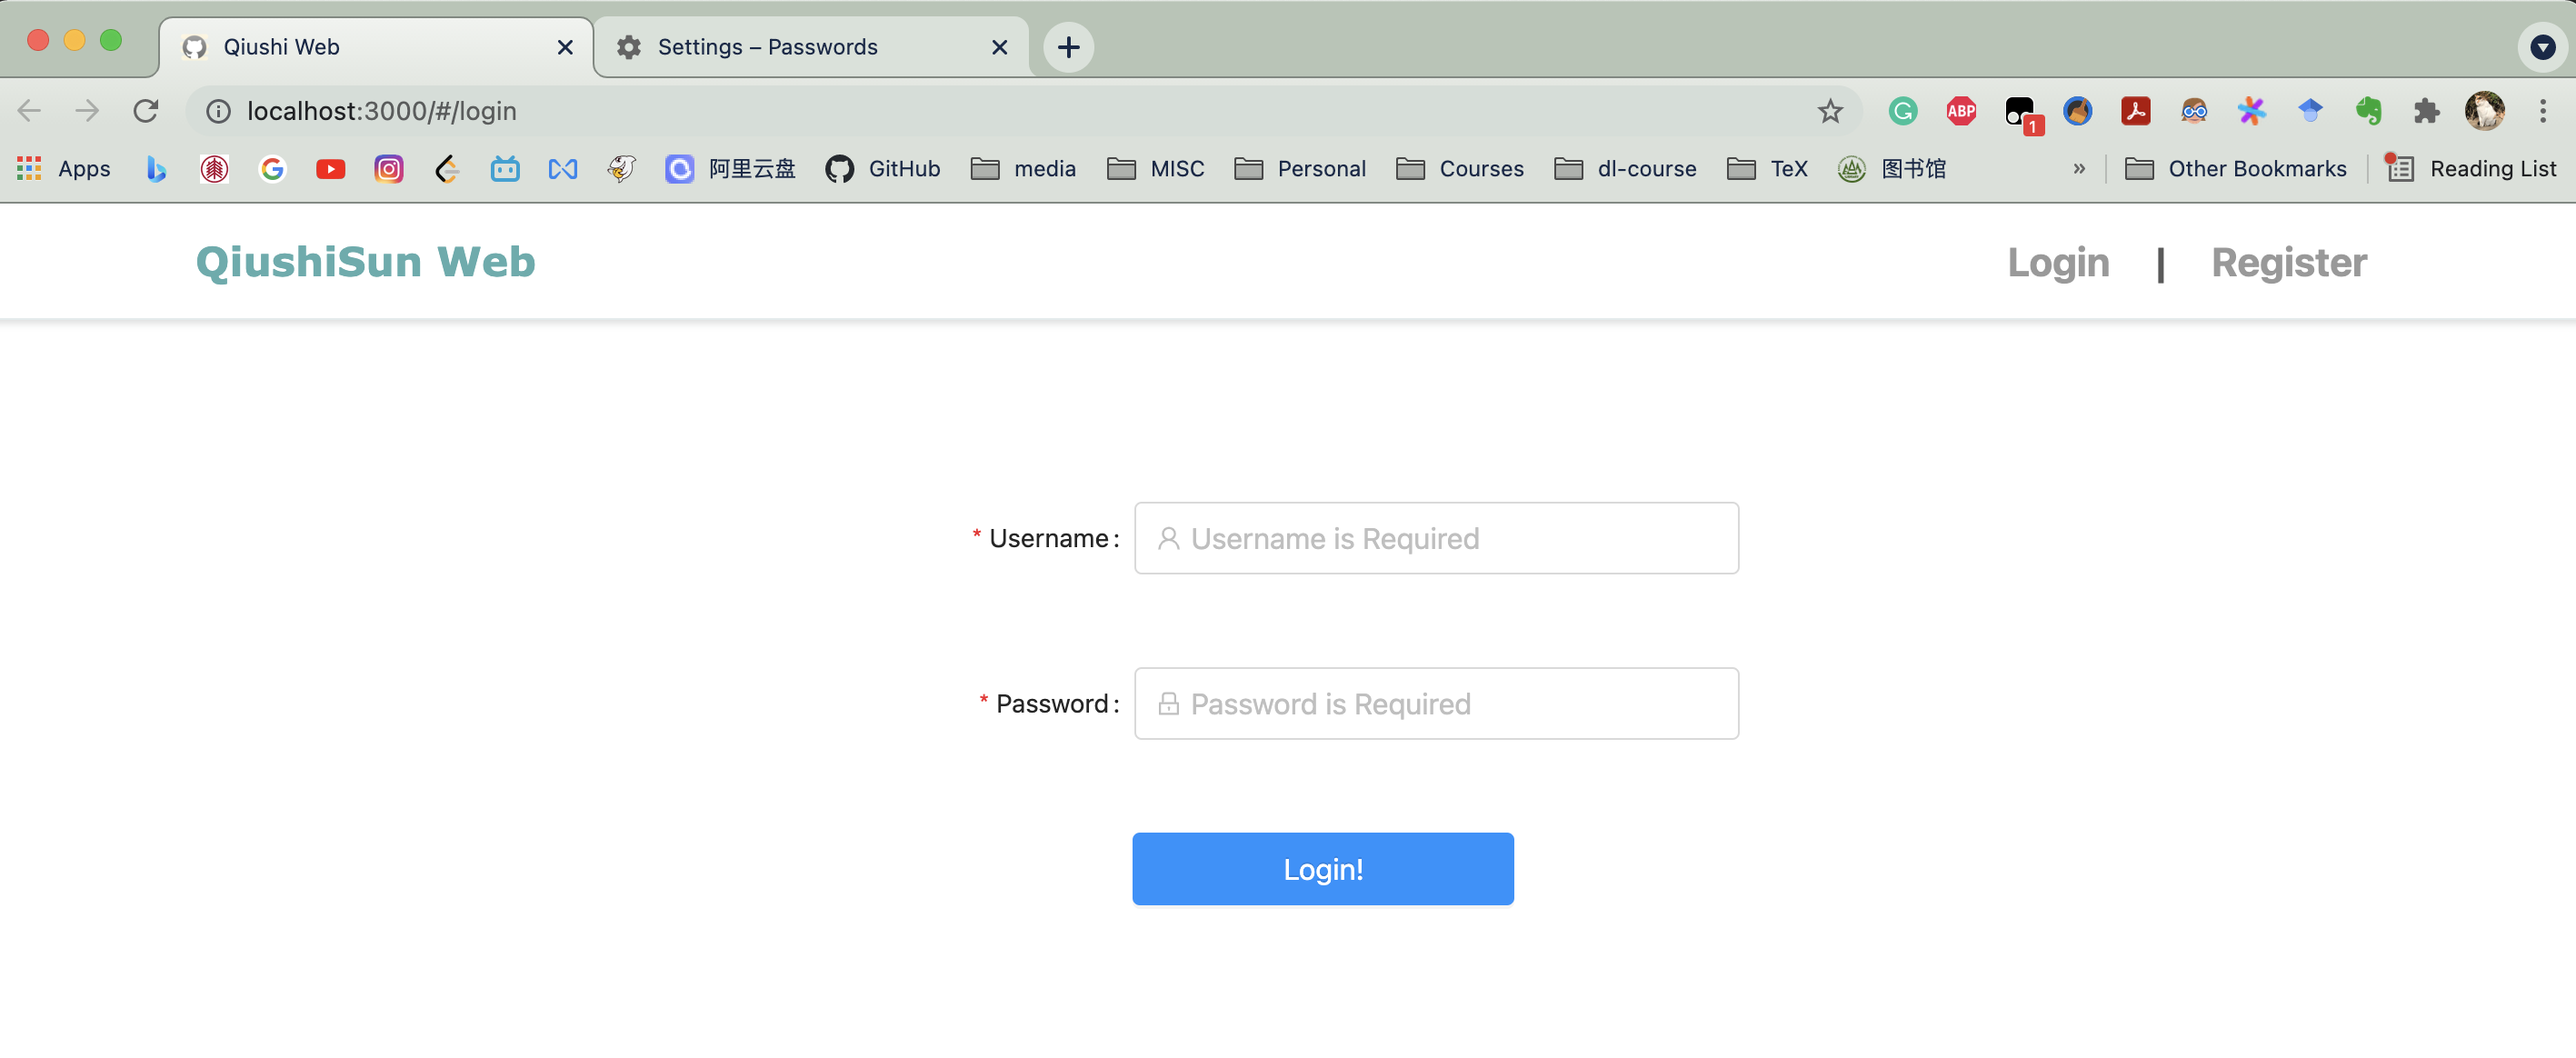 Qiushi Web
Settings – Passwords
localhost:3000/#/login
ABP
1
Apps
阿里云盘
GitHub
media
MISC
Personal
Courses
dl-course
TeX
图书馆
»
Other Bookmarks
Reading List
QiushiSun Web
Login | Register
* Username: Username is Required
* Password: Password is Required
Login!